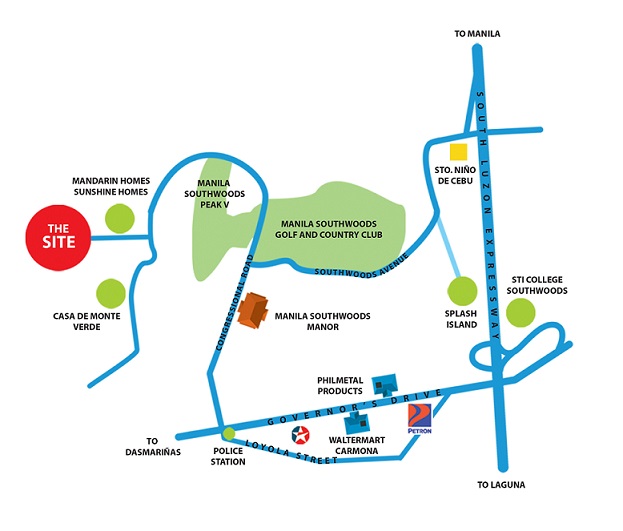 TO MANILA
SOUTH LUZON EXPRESSWAY
STO. NIÑO
DE CEBU
MANDARIN HOMES
SUNSHINE HOMES
MANILA
SOUTHWOODS
PEAK V
THE
SITE
MANILA SOUTHWOODS
GOLF AND COUNTRY CLUB
SOUTHWOODS AVENUE
CONGRESSIONAL ROAD
STI COLLEGE
SOUTHWOODS
CASA DE MONTE
VERDE
MANILA SOUTHWOODS
MANOR
SPLASH
ISLAND
PHILMETAL
PRODUCTS
GOVERNOR'S DRIVE
PETRON
TO
DASMARIÑAS
POLICE
STATION
LOYOLA STREET
WALTERMART
CARMONA
TO LAGUNA